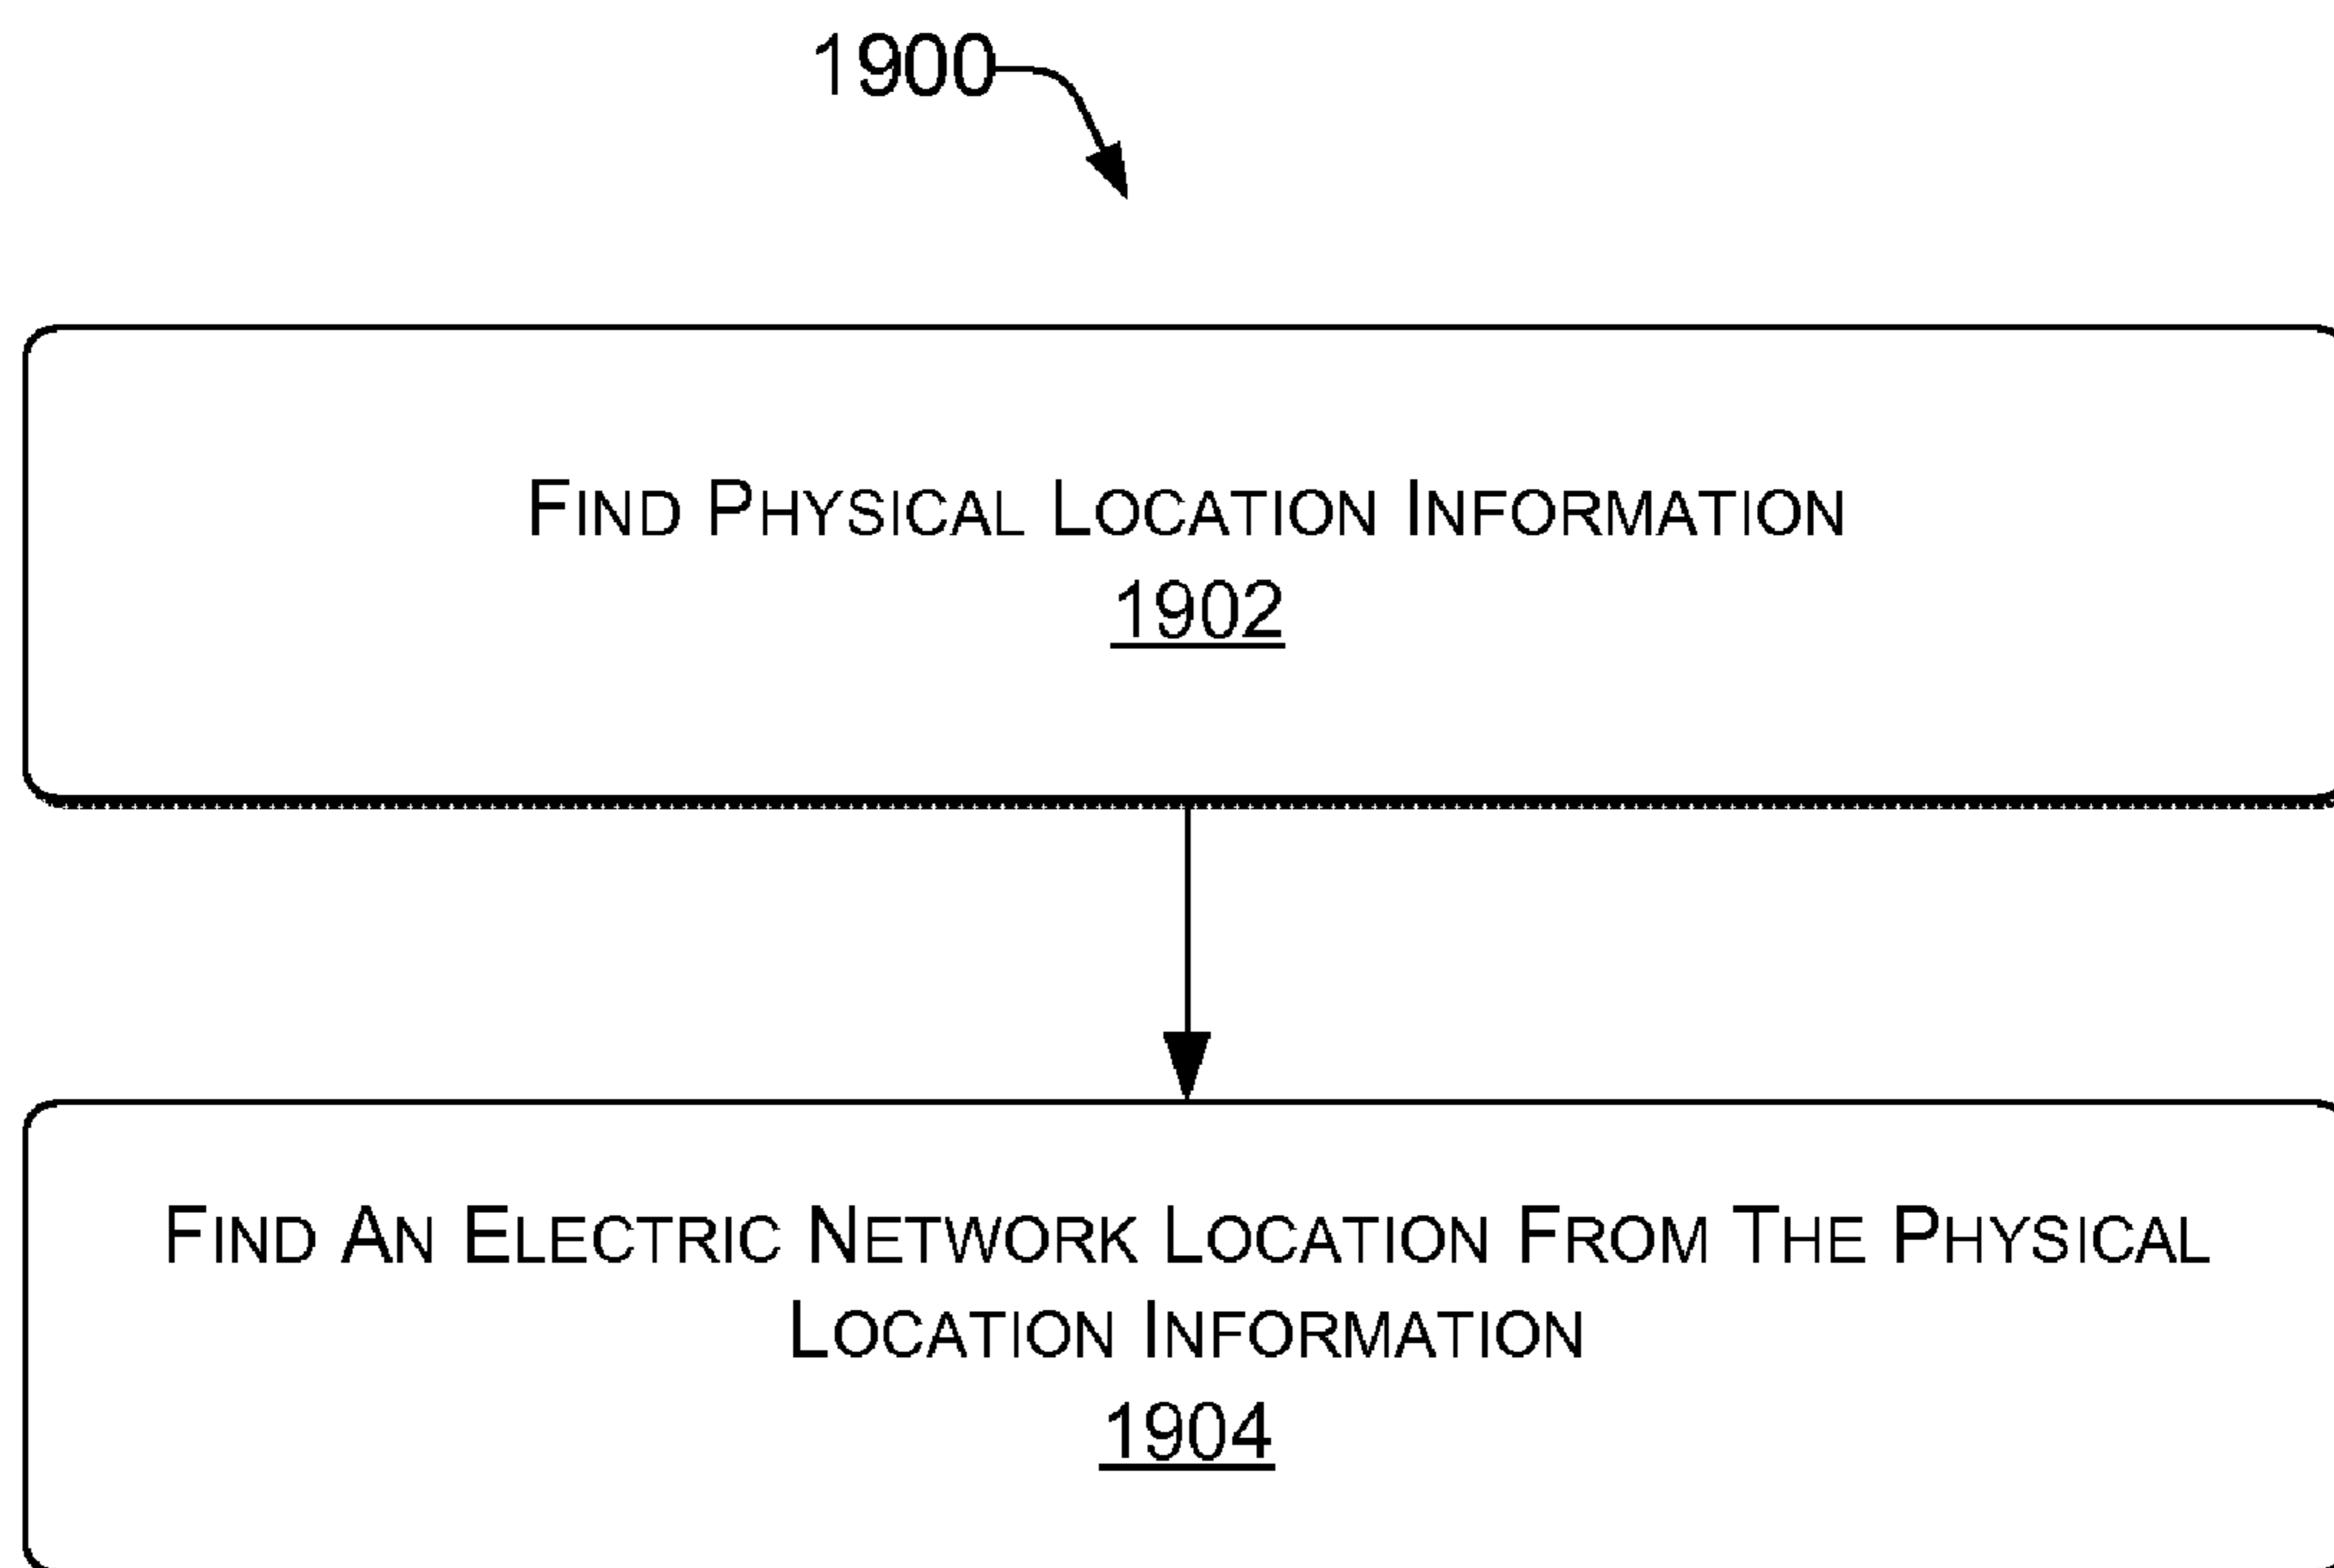 1900
Find Physical Location Information
1902
Find An Electric Network Location From The Physical
Location Information
1904